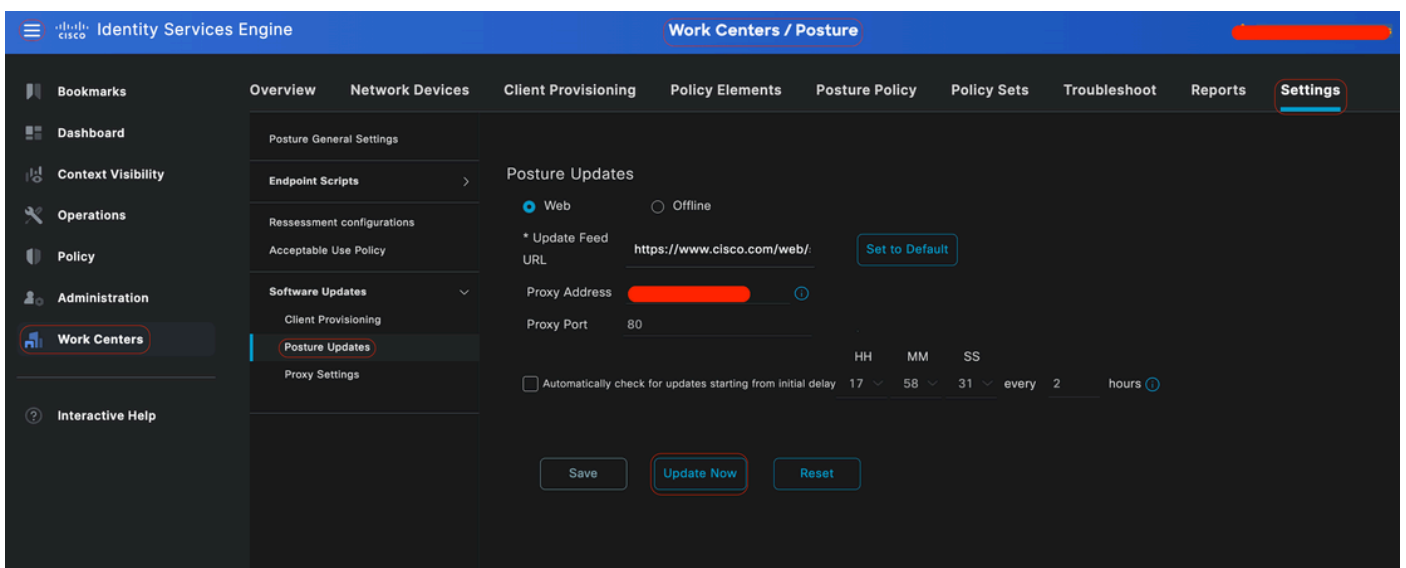 cisco Identity Services Engine
Work Centers / Posture
Bookmarks
Dashboard
Context Visibility
Operations
Policy
Administration
Work Centers
Interactive Help
Overview Network Devices Client Provisioning Policy Elements Posture Policy Policy Sets Troubleshoot Reports Settings
Posture General Settings
Endpoint Scripts
Ressessment configurations
Acceptable Use Policy
Software Updates
Client Provisioning
Posture Updates
Proxy Settings
Posture Updates
Web Offline
* Update Feed
URL
https://www.cisco.com/web/
Set to Default
Proxy Address
Proxy Port 80
HH MM SS
Automatically check for updates starting from initial delay 17 58 31 every 2 hours
Save Update Now Reset